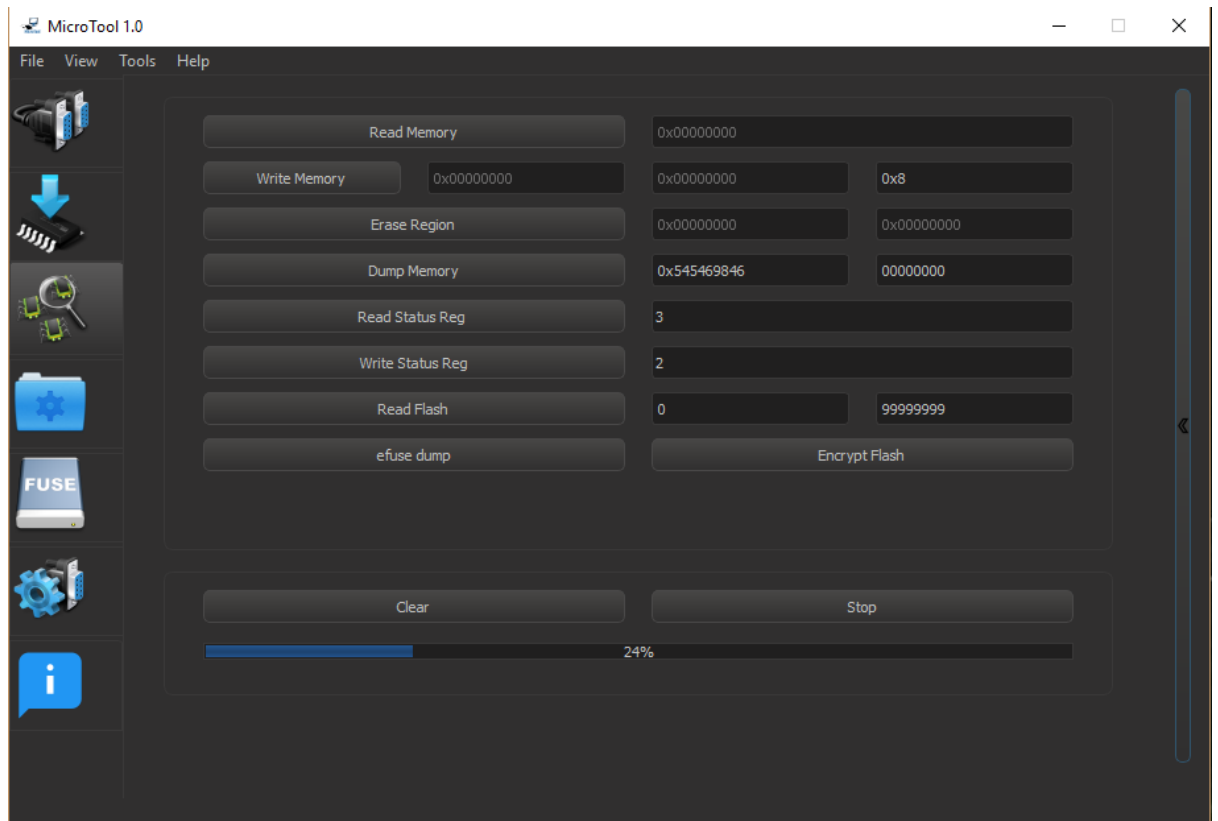 MicroTool 1.0
File View Tools Help
Read Memory 0x00000000
Write Memory 0x00000000 0x00000000 0x8
Erase Region 0x00000000 0x00000000
Dump Memory 0x545469846 00000000
Read Status Reg 3
Write Status Reg 2
Read Flash 0 99999999
efuse dump Encrypt Flash
FUSE
Clear Stop
24%
i